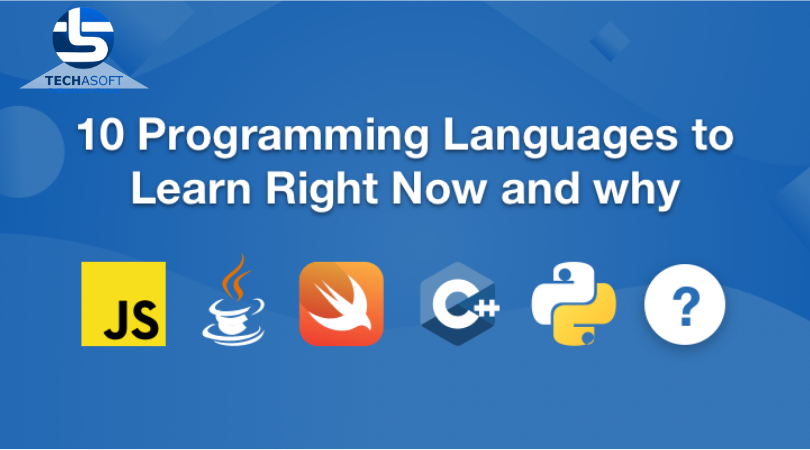 TECHASOFT
10 Programming Languages to
Learn Right Now and why
JS
C++
?